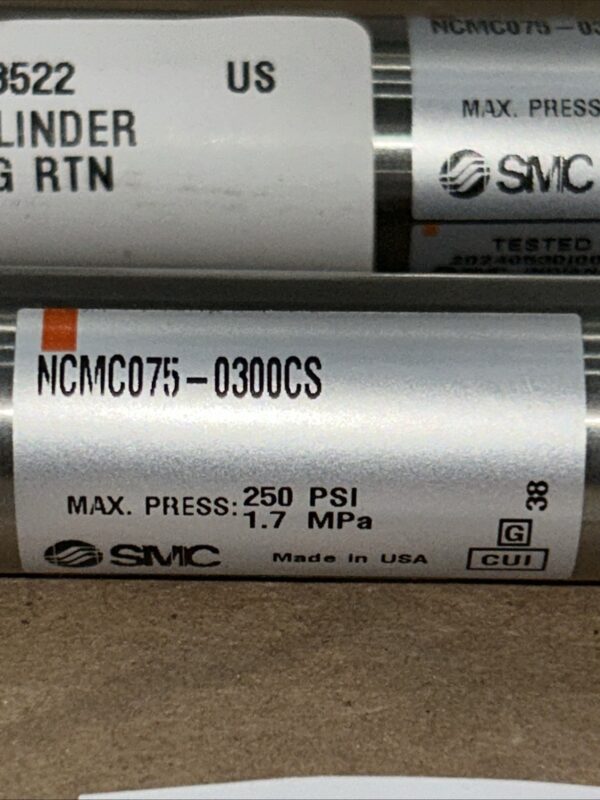 8522 US
LINDER
G RTN
NCMC075-03
MAX. PRESS
SMC
TESTED
NCMC075-0300CS
MAX. PRESS: 250 PSI
1.7 MPa
38
G
SMC Made in USA CUI